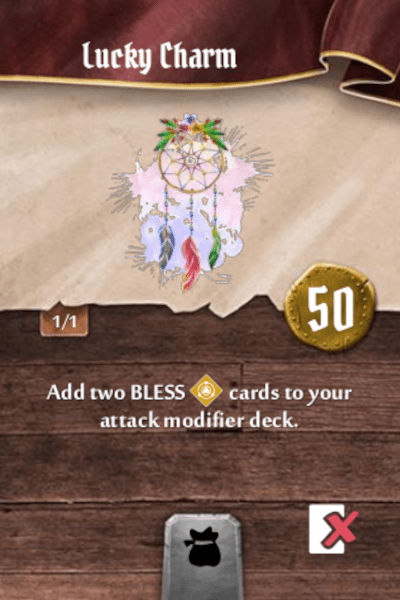 Lucky Charm
50
1/1
Add two BLESS cards to your
attack modifier deck.